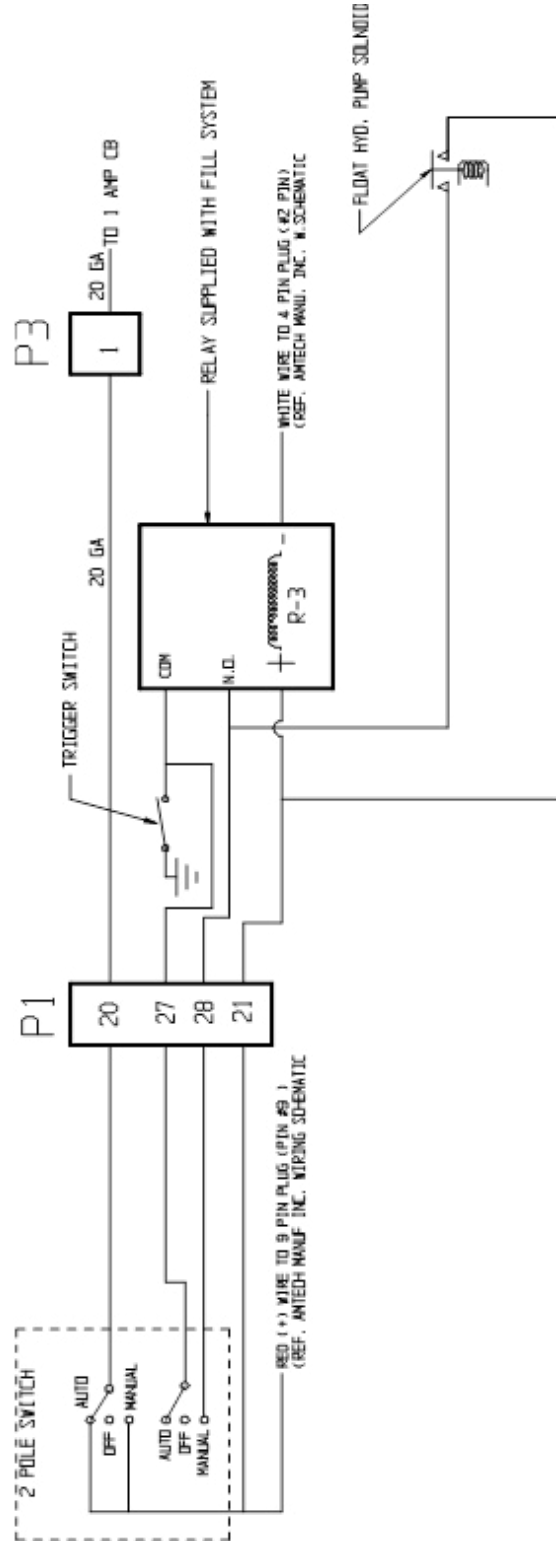 2 POLE SWITCH
AUTO
OFF
MANUAL
AUTO
OFF
MANUAL
RED (+) WIRE TO 9 PIN PLUG (PIN #9 )
(REF. AMTECH MANUF INC. WIRING SCHEMATIC
P1
20
27
28
21
TRIGGER SWITCH
20 GA
P3
1
20 GA
TO 1 AMP CB
COM
N.O.
+
-
R-3
RELAY SUPPLIED WITH FILL SYSTEM
WHITE WIRE TO 4 PIN PLUG (#2 PIN)
(REF. AMTECH MANU. INC. W.SCHEMATIC
FLOAT HYD. PUMP SOLNOID